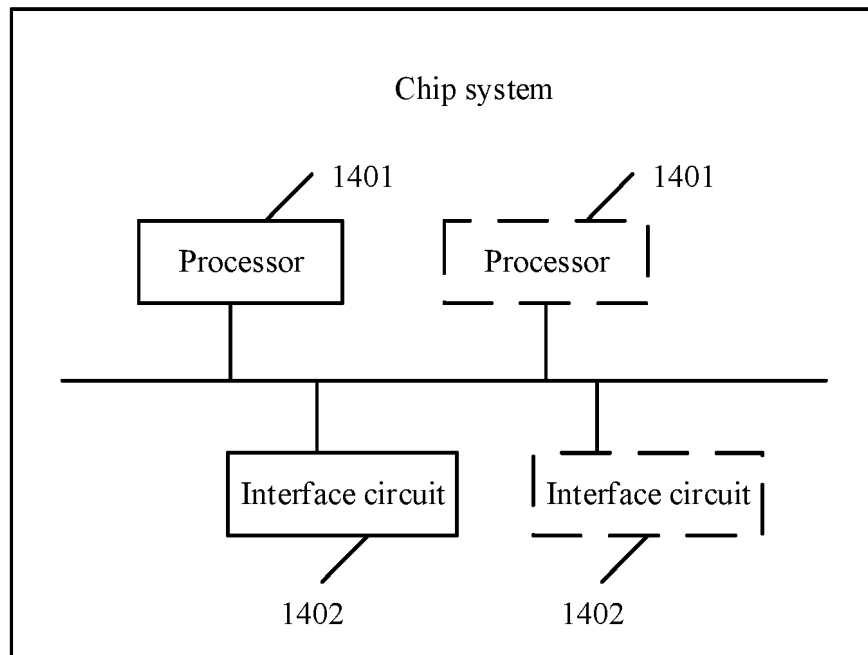 Chip system
1401
1401
Processor
Processor
Interface circuit
Interface circuit
1402
1402